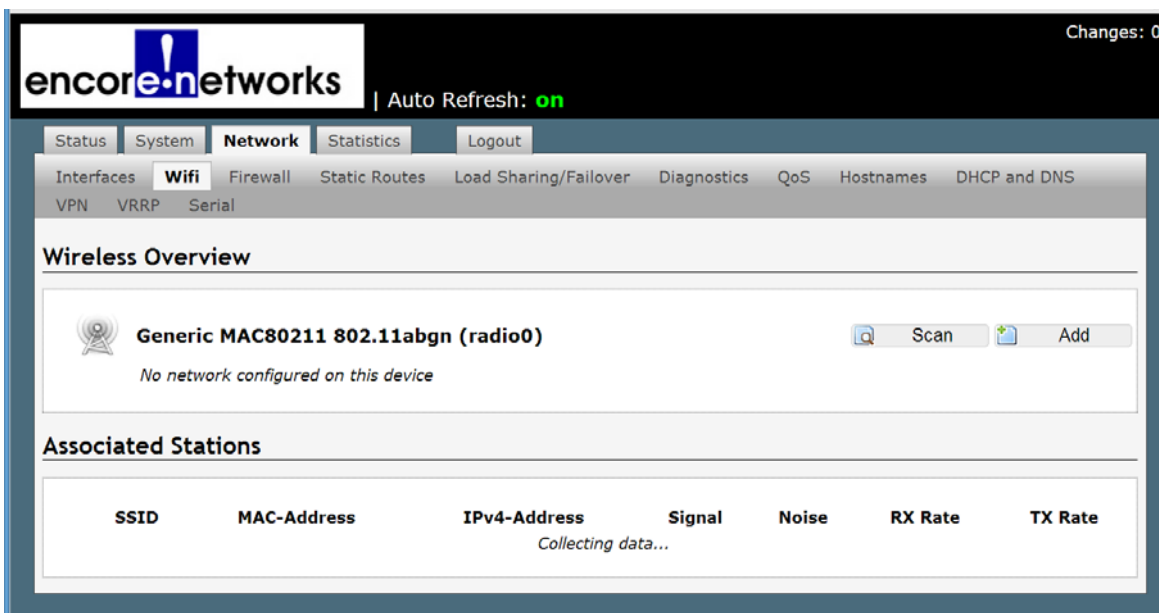 Changes: 0
encore!networks
| Auto Refresh: on
Status System Network Statistics Logout
Interfaces Wifi Firewall Static Routes Load Sharing/Failover Diagnostics QoS Hostnames DHCP and DNS
VPN VRRP Serial
Wireless Overview
Generic MAC80211 802.11abgn (radio0) Scan Add
No network configured on this device
Associated Stations
SSID MAC-Address IPv4-Address Signal Noise RX Rate TX Rate
Collecting data...